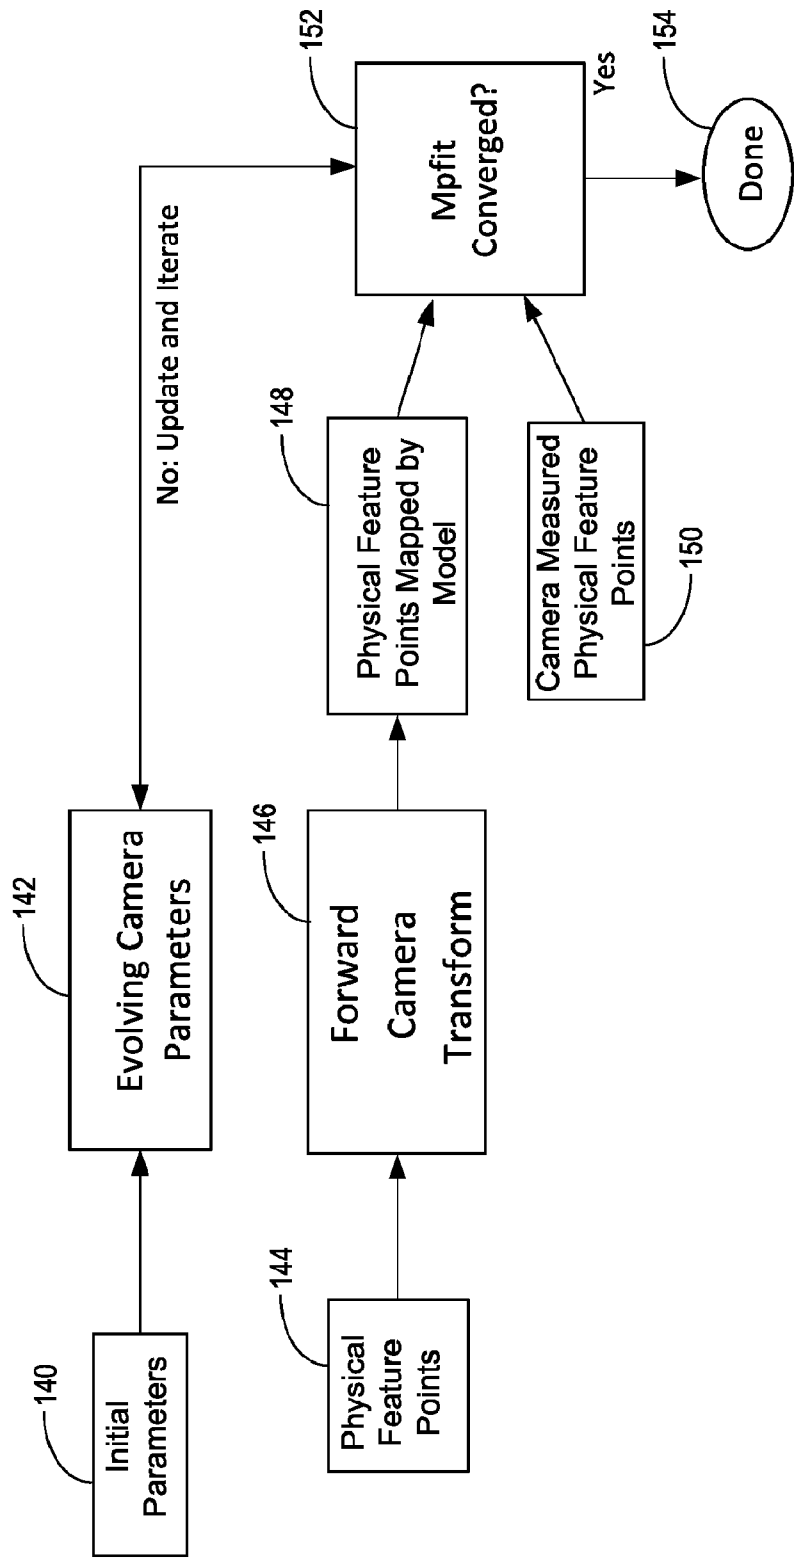 140
Initial
Parameters
142
Evolving Camera
Parameters
No: Update and Iterate
144
Physical
Feature
Points
146
Forward
Camera
Transform
148
Physical Feature
Points Mapped by
Model
150
Camera Measured
Physical Feature
Points
152
Mpfit
Converged?
Yes
154
Done